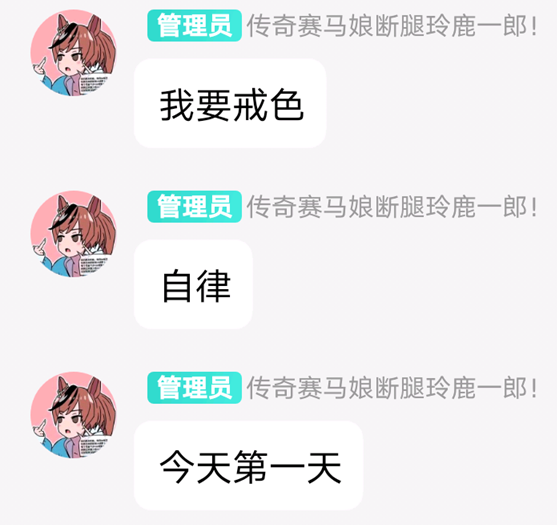 管理员 传奇赛马娘断腿玲鹿一郎！
我要戒色
管理员 传奇赛马娘断腿玲鹿一郎！
自律
管理员 传奇赛马娘断腿玲鹿一郎！
今天第一天